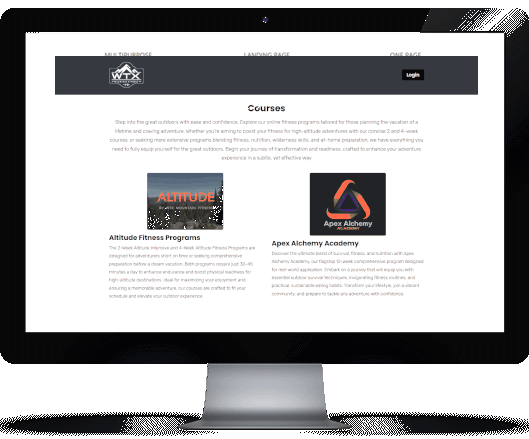 MULTIPURPOSE LANDING PAGE ONE PAGE
WTX
Login
Courses
Step into the great outdoors with ease and confidence. Explore our online fitness programs tailored for those planning the vacation of a
lifetime and craving adventure. Whether you're aiming to boost your fitness for high-altitude adventures with our concise 2 and 4-week
courses, or seeking more extensive programs blending fitness, nutrition, wilderness skills, and at-home preparation, we have everything you
need to fully equip yourself for the great outdoors. Begin your journey of transformation and readiness, crafted to enhance your adventure
experience in a subtle, yet effective way
ALTITUDE
Altitude Fitness Programs
The 2-Week Altitude Intensive and 4-Week Altitude Fitness Programs are
designed for adventurers short on time or seeking comprehensive
preparation before a dream vacation. Both programs require just 30-45
minutes a day to enhance endurance and boost physical readiness for
high-altitude destinations. Ideal for maximizing your enjoyment and
ensuring a memorable adventure, our courses are crafted to fit your
schedule and elevate your outdoor experience.
Apex Alchemy
ACADEMY
Apex Alchemy Academy
Discover the ultimate blend of survival, fitness, and nutrition with Apex
Alchemy Academy, our flagship 12-week comprehensive program designed
for real-world application. Embark on a journey that will equip you with
essential outdoor survival techniques, invigorating fitness routines, and
practical, sustainable eating habits. Transform your lifestyle, join a vibrant
community, and prepare to tackle any adventure with confidence.